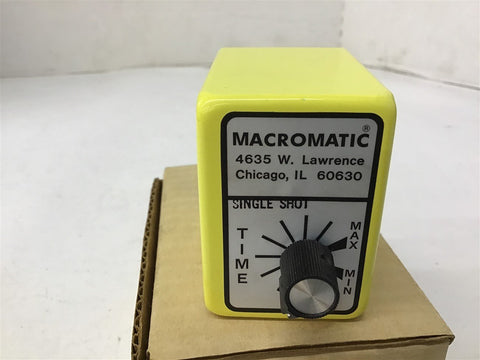 MACROMATIC®
4635 W. Lawrence
Chicago, IL 60630
SINGLE SHOT
TIME
MAX
MIN